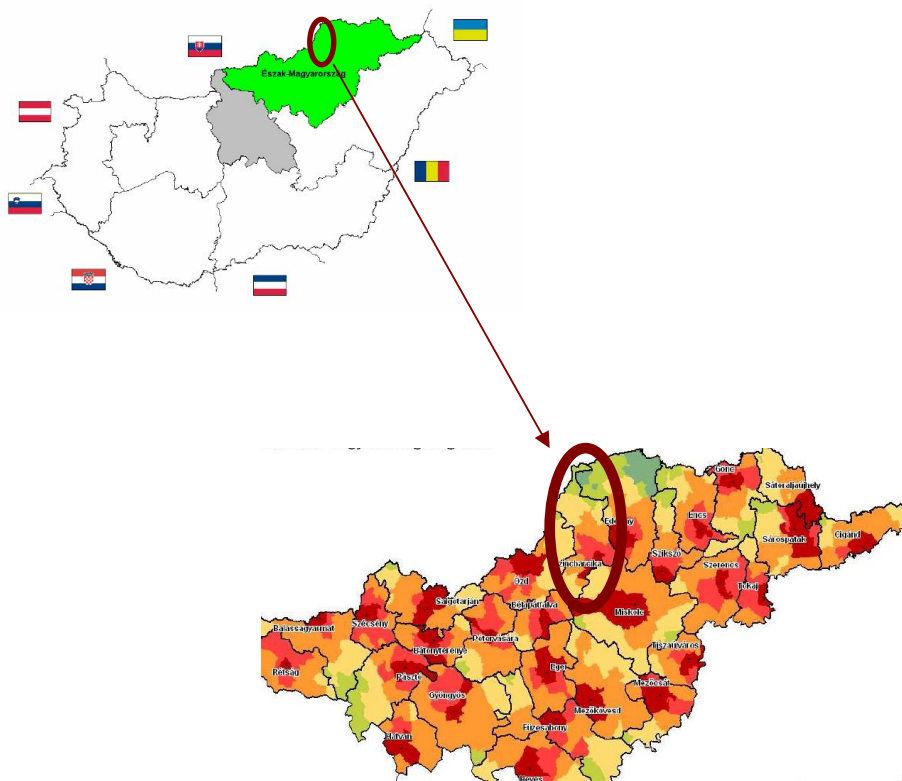 Észak-Magyarország
Gönc
Sátoraljaújhely
Edelény
Encs
Sárospatak
Cigánd
Szikszó
Ózd
Szerencs
Tokaj
Salgótarján
Bélapátfalva
Miskolc
Balassagyarmat
Szécsény
Pétervására
Bátonyterenye
Tiszaújváros
Rétság
Eger
Pásztó
Mezőcsát
Gyöngyös
Mezőkövesd
Füzesabony
Hatvan
Heves